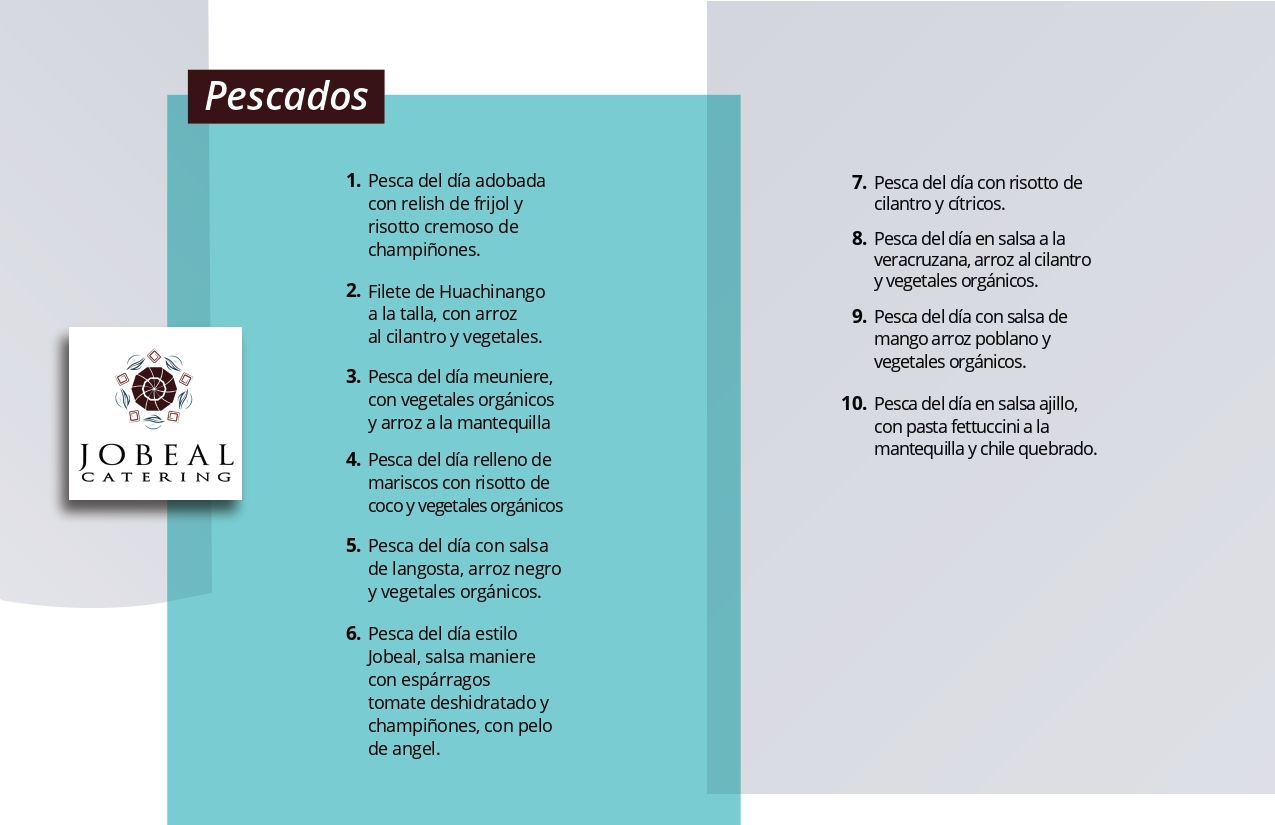 Pescados
1. Pesca del día adobada
con relish de frijol y
risotto cremoso de
champiñones.
2. Filete de Huachinango
a la talla, con arroz
al cilantro y vegetales.
3. Pesca del día meuniere,
con vegetales orgánicos
y arroz a la mantequilla
4. Pesca del día relleno de
mariscos con risotto de
coco y vegetales orgánicos
5. Pesca del día con salsa
de langosta, arroz negro
y vegetales orgánicos.
6. Pesca del día estilo
Jobeal, salsa maniere
con espárragos
tomate deshidratado y
champiñones, con pelo
de angel.
7. Pesca del día con risotto de
cilantro y cítricos.
8. Pesca del día en salsa a la
veracruzana, arroz al cilantro
y vegetales orgánicos.
9. Pesca del día con salsa de
mango arroz poblano y
vegetales orgánicos.
10. Pesca del día en salsa ajillo,
con pasta fettuccini a la
mantequilla y chile quebrado.
JOBEAL
CATERING